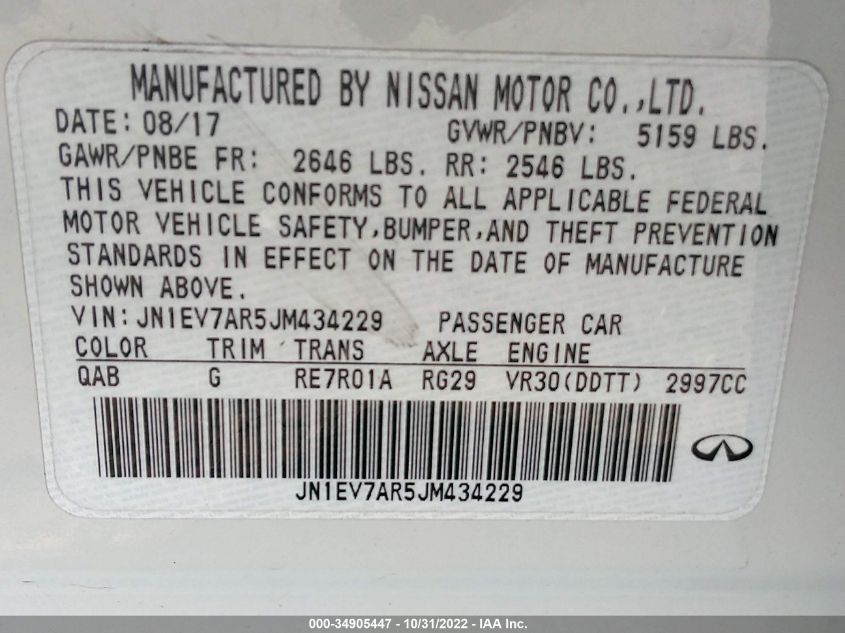 MANUFACTURED BY NISSAN MOTOR CO.,LTD.
DATE: 08/17 GVWR/PNBV: 5159 LBS.
GAWR/PNBE FR: 2646 LBS. RR: 2546 LBS.
THIS VEHICLE CONFORMS TO ALL APPLICABLE FEDERAL
MOTOR VEHICLE SAFETY,BUMPER,AND THEFT PREVENTION
STANDARDS IN EFFECT ON THE DATE OF MANUFACTURE
SHOWN ABOVE.
VIN:JN1EV7AR5JM434229 PASSENGER CAR
COLOR TRIM TRANS AXLE ENGINE
QAB G RE7R01A RG29 VR30(DDTT) 2997CC
JN1EV7AR5JM434229
000-34905447 - 10/31/2022 - IAA Inc.